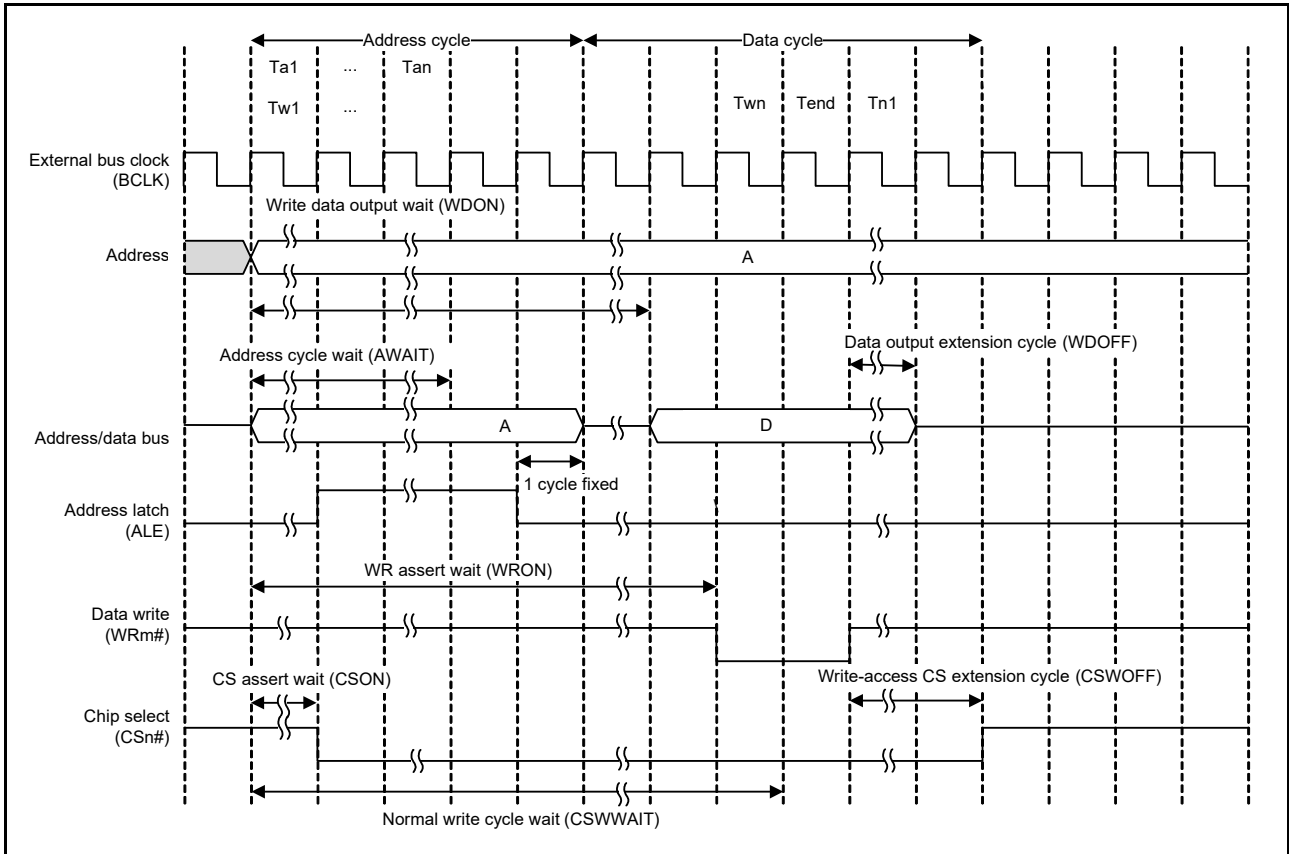 Address cycle Data cycle
Ta1 ... Tan
Tw1 ... Twn Tend Tn1
External bus clock
(BCLK)
Write data output wait (WDON)
Address
A
Data output extension cycle (WDOFF)
Address cycle wait (AWAIT)
Address/data bus
A D
1 cycle fixed
Address latch
(ALE)
WR assert wait (WRON)
Data write
(WRm#)
CS assert wait (CSON)
Write-access CS extension cycle (CSWOFF)
Chip select
(CSn#)
Normal write cycle wait (CSWWAIT)